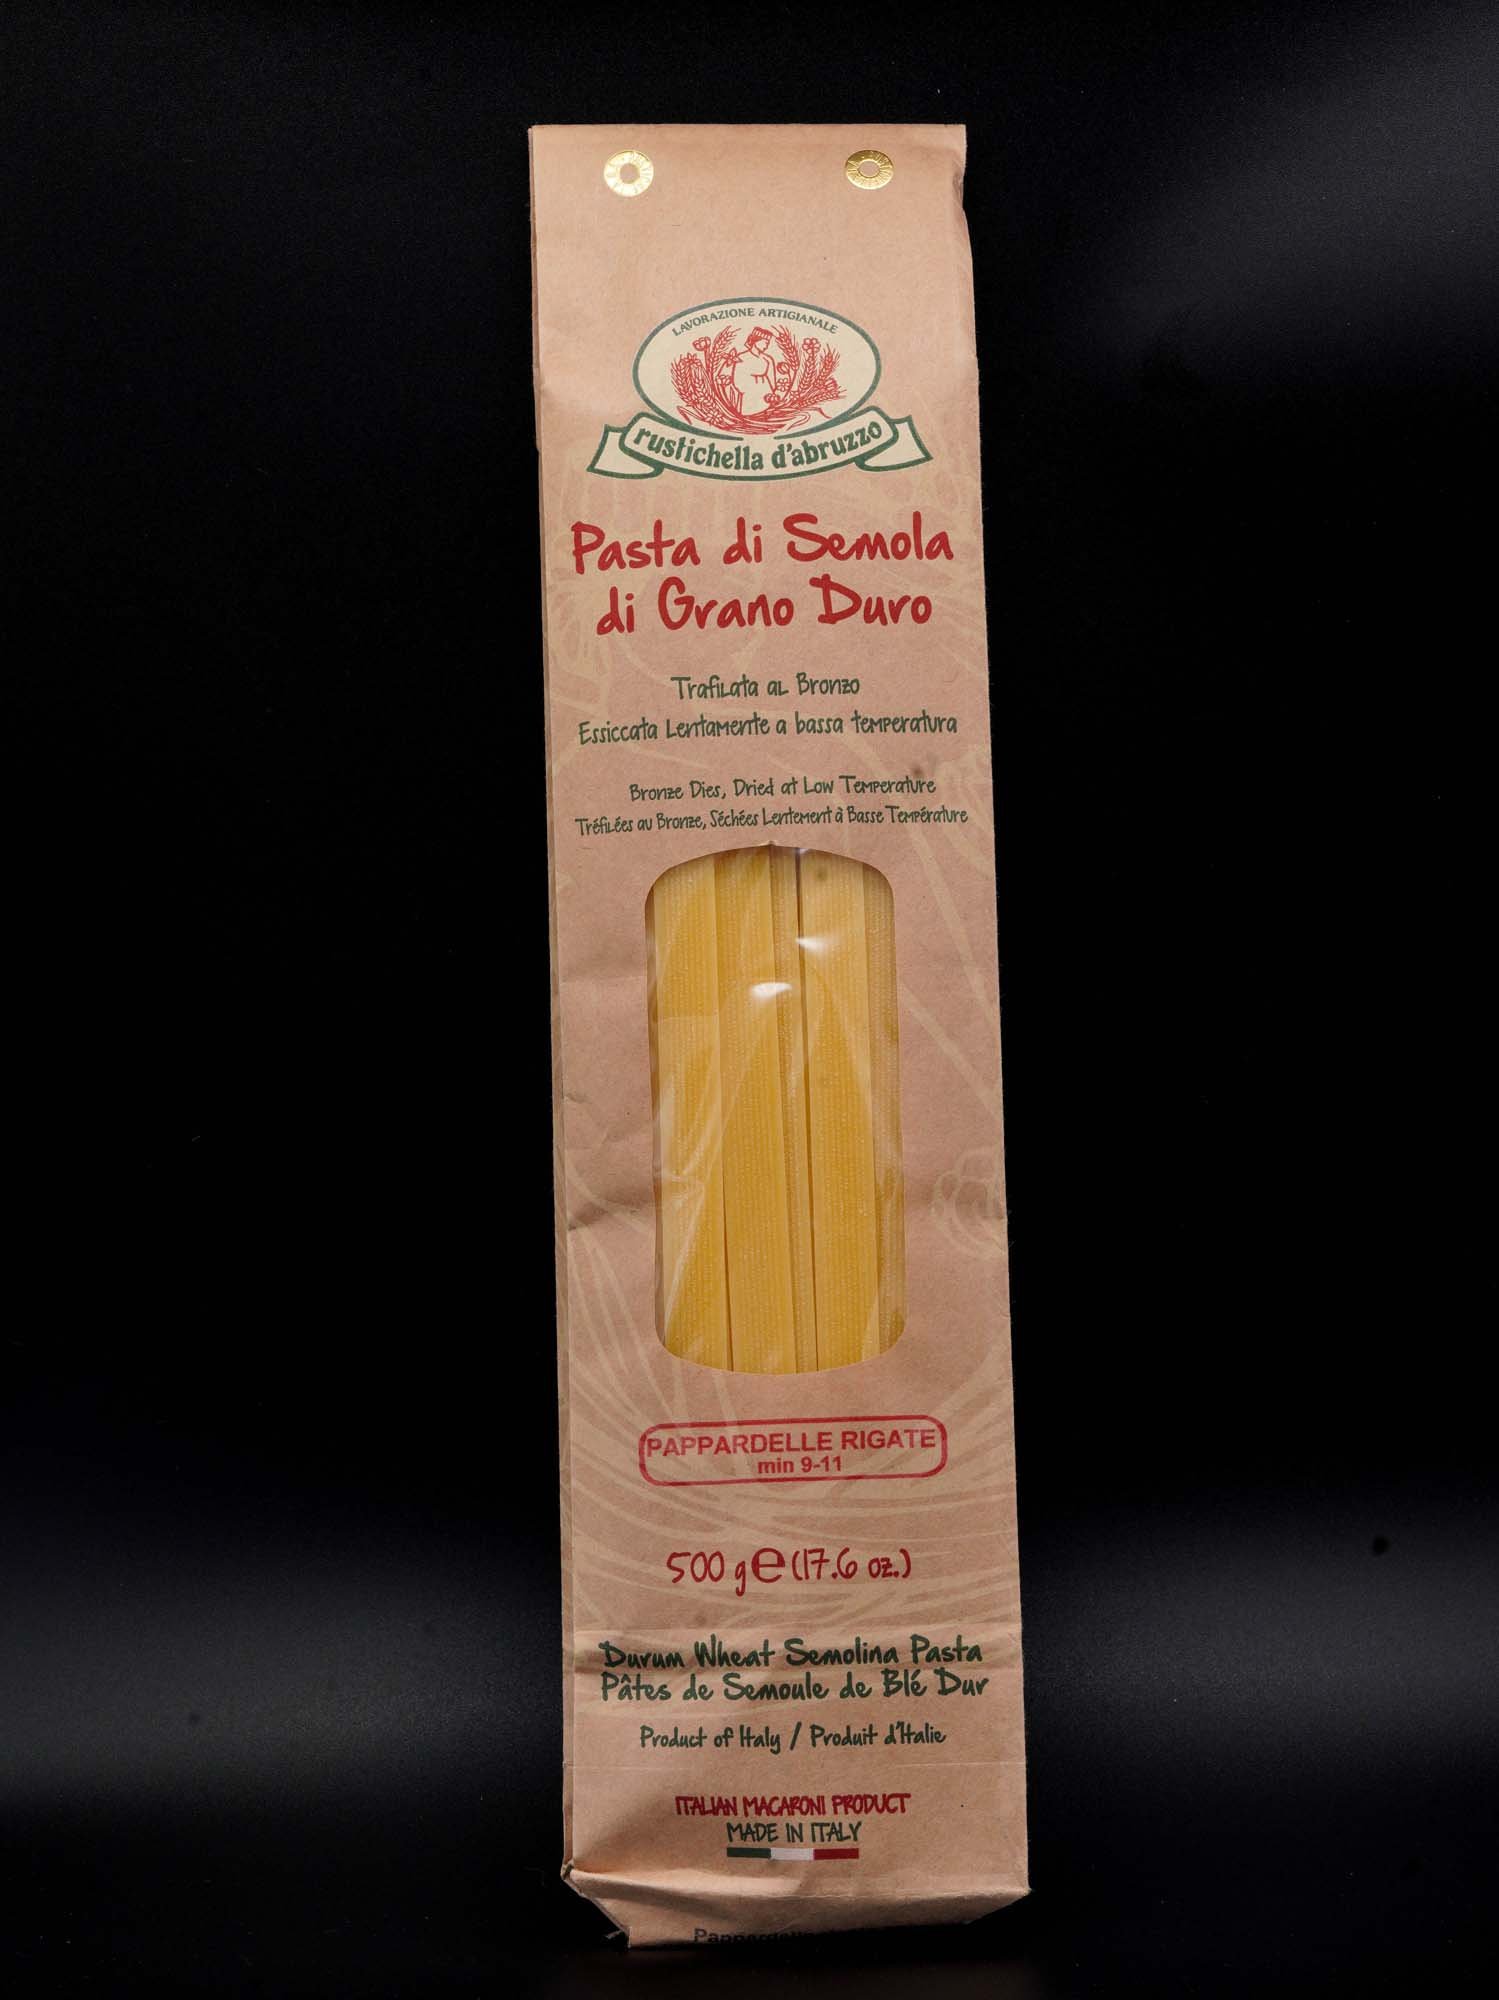 LAVORAZIONE ARTIGIANALE
rustichella d'abruzzo
Pasta di Semola
di Grano Duro
Trafilata al Bronzo
Essiccata Lentamente a bassa temperatura
Bronze Dies, Dried at Low Temperature
Tréfilées au Bronze, Séchées Lentement à Basse Température
PAPPARDELLE RIGATE
min 9-11
500 g e (17.6 oz.)
Durum Wheat Semolina Pasta
Pâtes de Semoule de Blé Dur
Product of Italy / Produit d'Italie
ITALIAN MACARONI PRODUCT
MADE IN ITALY